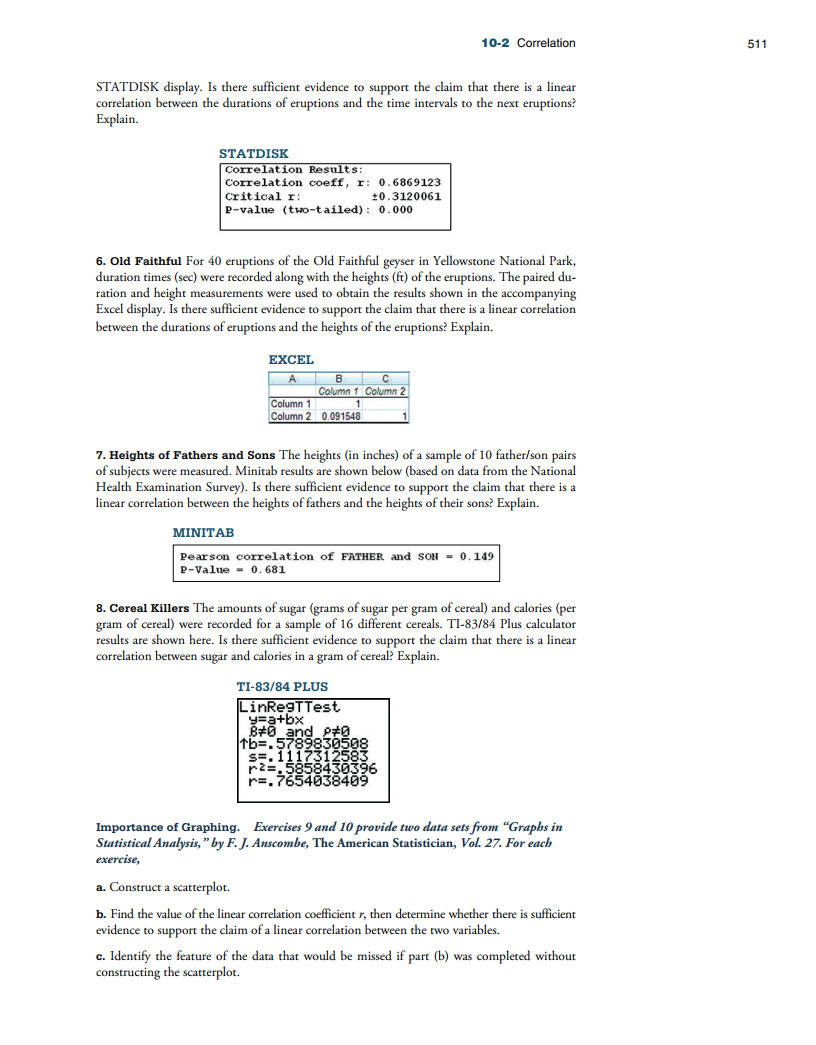 10-2 Correlation 511
STATDISK display. Is there sufficient evidence to support the claim that there is a linear
correlation between the durations of eruptions and the time intervals to the next eruptions?
Explain.
STATDISK
Correlation Results:
Correlation coeff, r: 0.6869123
Critical r: ±0.3120061
P-value (two-tailed): 0.000
6. Old Faithful For 40 eruptions of the Old Faithful geyser in Yellowstone National Park,
duration times (sec) were recorded along with the heights (ft) of the eruptions. The paired du-
ration and height measurements were used to obtain the results shown in the accompanying
Excel display. Is there sufficient evidence to support the claim that there is a linear correlation
between the durations of eruptions and the heights of the eruptions? Explain.
EXCEL
A B C
Column 1 Column 2
Column 1 1
Column 2 0.091548 1
7. Heights of Fathers and Sons The heights (in inches) of a sample of 10 father/son pairs
of subjects were measured. Minitab results are shown below (based on data from the National
Health Examination Survey). Is there sufficient evidence to support the claim that there is a
linear correlation between the heights of fathers and the heights of their sons? Explain.
MINITAB
Pearson correlation of FATHER and SON = 0.149
P-Value = 0.681
8. Cereal Killers The amounts of sugar (grams of sugar per gram of cereal) and calories (per
gram of cereal) were recorded for a sample of 16 different cereals. TI-83/84 Plus calculator
results are shown here. Is there sufficient evidence to support the claim that there is a linear
correlation between sugar and calories in a gram of cereal? Explain.
TI-83/84 PLUS
LinRegTTest
y=a+bx
β≠0 and ρ≠0
↑b=.5789830508
s=.1117312583
r²=.5858430396
r=.7654038409
Importance of Graphing. Exercises 9 and 10 provide two data sets from “Graphs in
Statistical Analysis,” by F. J. Anscombe, The American Statistician, Vol. 27. For each
exercise,
a. Construct a scatterplot.
b. Find the value of the linear correlation coefficient r, then determine whether there is sufficient
evidence to support the claim of a linear correlation between the two variables.
c. Identify the feature of the data that would be missed if part (b) was completed without
constructing the scatterplot.